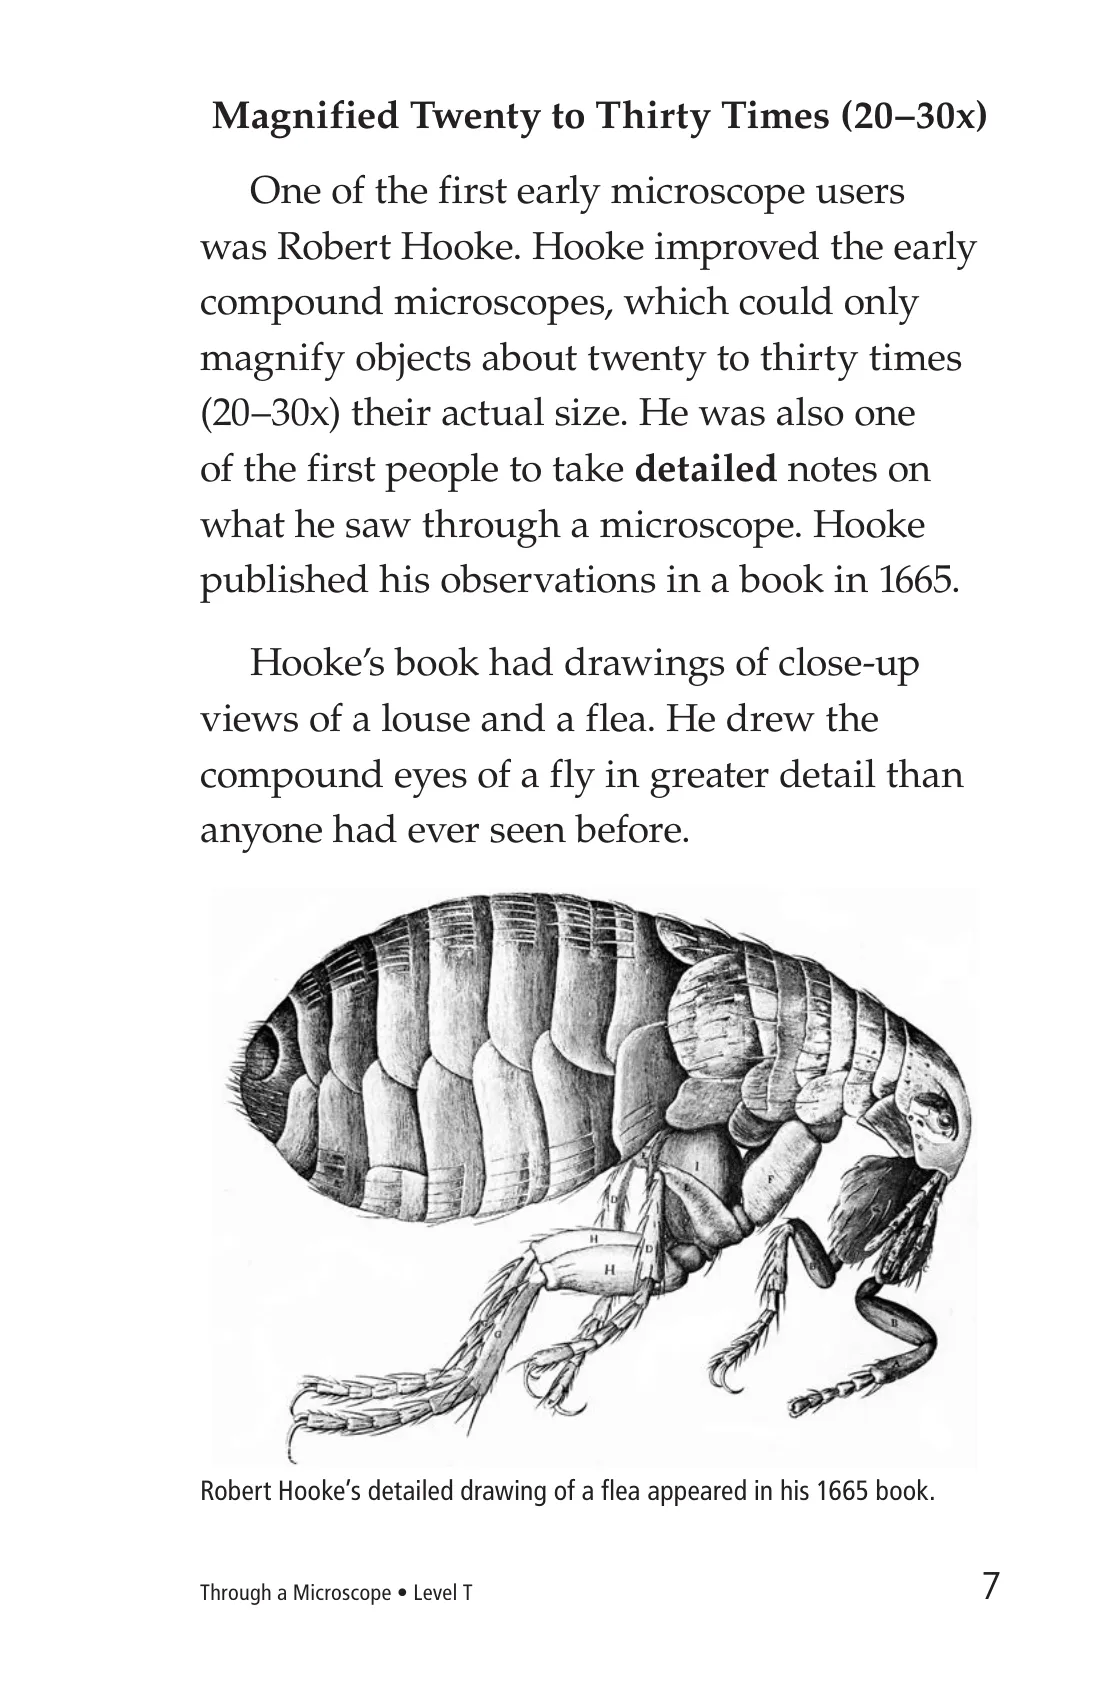 Magnified Twenty to Thirty Times (20–30x)
One of the first early microscope users
was Robert Hooke. Hooke improved the early
compound microscopes, which could only
magnify objects about twenty to thirty times
(20–30x) their actual size. He was also one
of the first people to take detailed notes on
what he saw through a microscope. Hooke
published his observations in a book in 1665.
Hooke’s book had drawings of close-up
views of a louse and a flea. He drew the
compound eyes of a fly in greater detail than
anyone had ever seen before.
I
F
D
H
D
H
G
C
B
A
Robert Hooke’s detailed drawing of a flea appeared in his 1665 book.
Through a Microscope • Level T
7